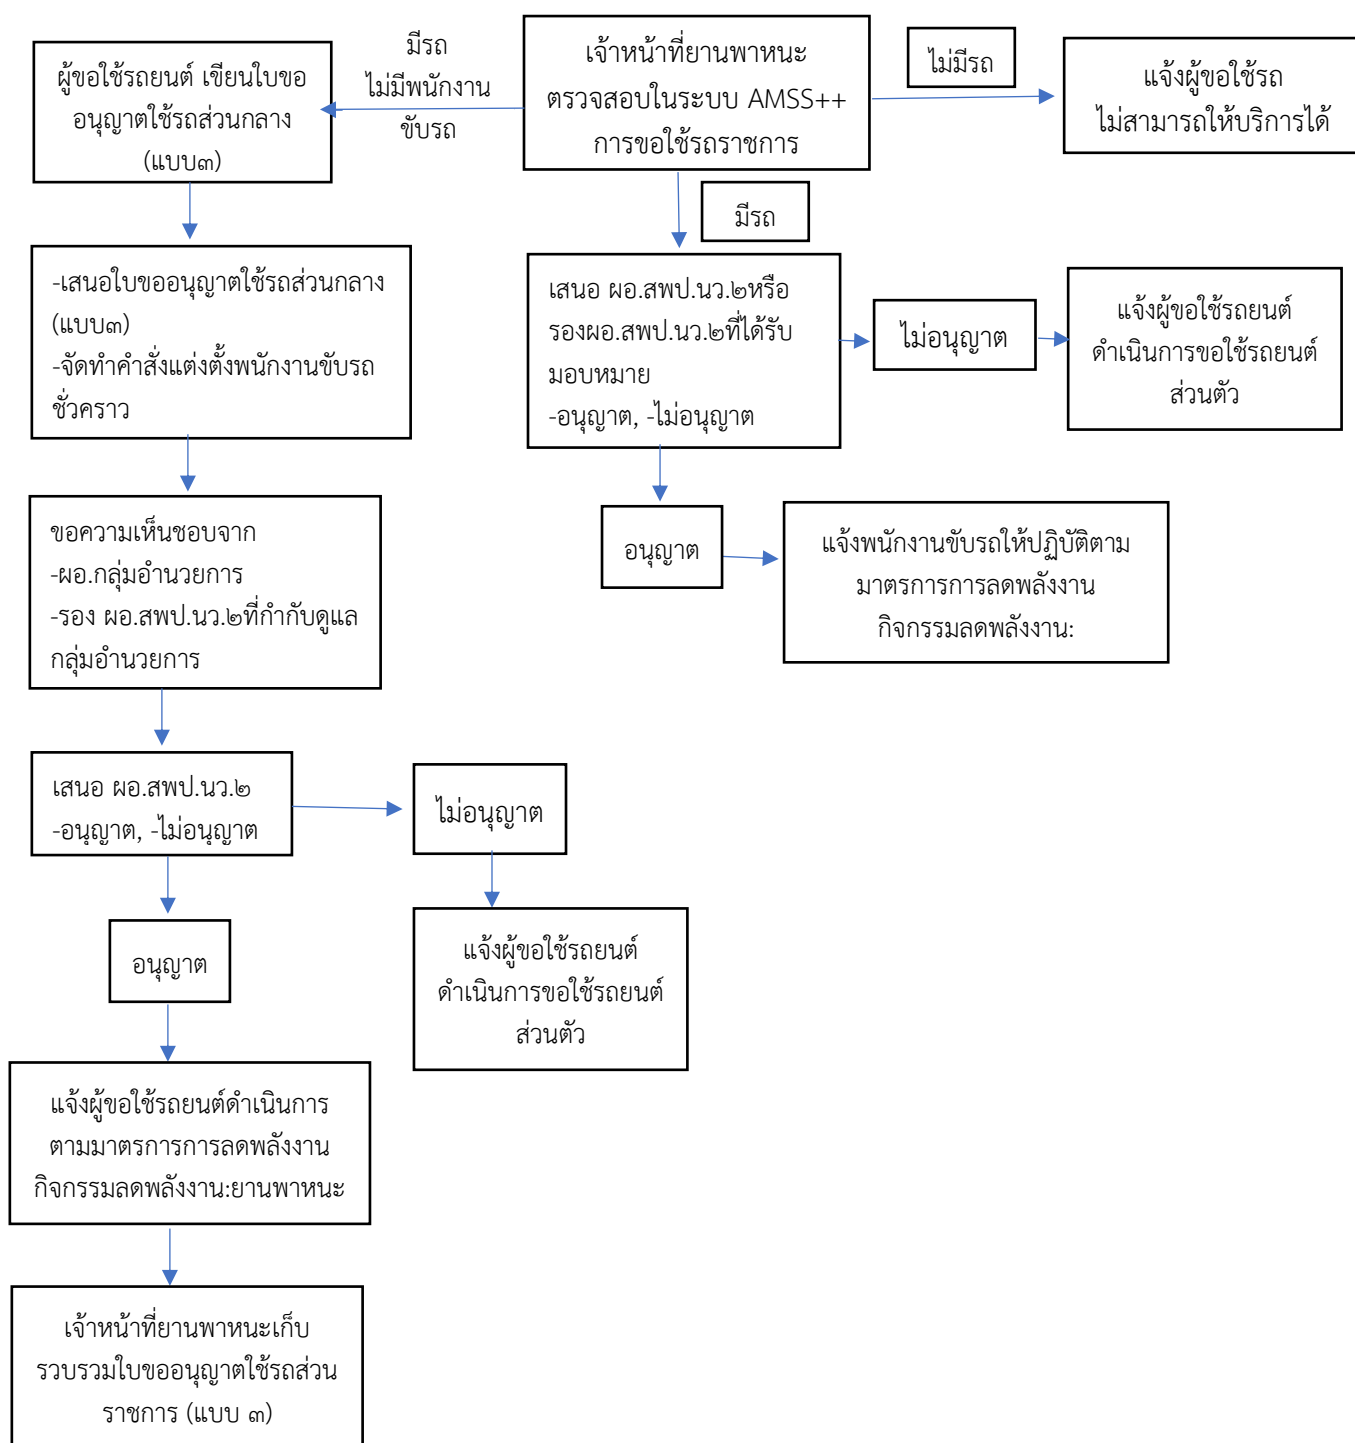 ผู้ขอใช้รถยนต์ เขียนใบขอ
อนุญาตใช้รถส่วนกลาง
(แบบ๓)
มีรถ
ไม่มีพนักงาน
ขับรถ
เจ้าหน้าที่ยานพาหนะ
ตรวจสอบในระบบ AMSS++
การขอใช้รถราชการ
ไม่มีรถ
แจ้งผู้ขอใช้รถ
ไม่สามารถให้บริการได้
มีรถ
-เสนอใบขออนุญาตใช้รถส่วนกลาง
(แบบ๓)
-จัดทำคำสั่งแต่งตั้งพนักงานขับรถ
ชั่วคราว
เสนอ ผอ.สพป.นว.๒หรือ
รองผอ.สพป.นว.๒ที่ได้รับ
มอบหมาย
-อนุญาต, -ไม่อนุญาต
ไม่อนุญาต
แจ้งผู้ขอใช้รถยนต์
ดำเนินการขอใช้รถยนต์
ส่วนตัว
ขอความเห็นชอบจาก
-ผอ.กลุ่มอำนวยการ
-รอง ผอ.สพป.นว.๒ที่กำกับดูแล
กลุ่มอำนวยการ
อนุญาต
แจ้งพนักงานขับรถให้ปฏิบัติตาม
มาตรการการลดพลังงาน
กิจกรรมลดพลังงาน:
เสนอ ผอ.สพป.นว.๒
-อนุญาต, -ไม่อนุญาต
ไม่อนุญาต
อนุญาต
แจ้งผู้ขอใช้รถยนต์
ดำเนินการขอใช้รถยนต์
ส่วนตัว
แจ้งผู้ขอใช้รถยนต์ดำเนินการ
ตามมาตรการการลดพลังงาน
กิจกรรมลดพลังงาน:ยานพาหนะ
เจ้าหน้าที่ยานพาหนะเก็บ
รวบรวมใบขออนุญาตใช้รถส่วน
ราชการ (แบบ ๓)